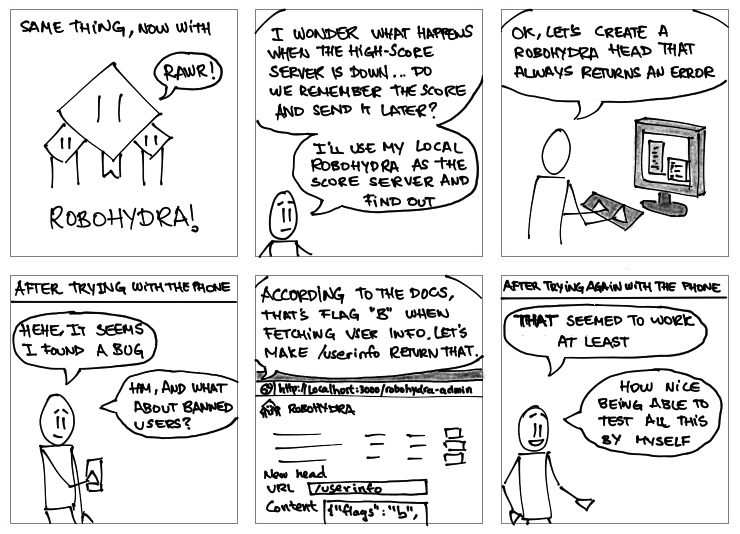 SAME THING, NOW WITH
RAWR!
ROBOHYDRA!
I WONDER WHAT HAPPENS
WHEN THE HIGH-SCORE
SERVER IS DOWN... DO
WE REMEMBER THE SCORE
AND SEND IT LATER?
I'LL USE MY LOCAL
ROBOHYDRA AS THE
SCORE SERVER AND
FIND OUT
OK, LET'S CREATE A
ROBOHYDRA HEAD THAT
ALWAYS RETURNS AN ERROR
AFTER TRYING WITH THE PHONE
HEHE, IT SEEMS
I FOUND A BUG
HM, AND WHAT
ABOUT BANNED
USERS?
ACCORDING TO THE DOCS,
THAT'S FLAG "B" WHEN
FETCHING USER INFO. LET'S
MAKE /userinfo RETURN THAT.
http://localhost:3000/robohydra-admin
ROBOHYDRA
New head
URL /userinfo
Content {"flags":"b",
AFTER TRYING AGAIN WITH THE PHONE
THAT SEEMED TO WORK
AT LEAST
HOW NICE
BEING ABLE TO
TEST ALL THIS
BY MYSELF